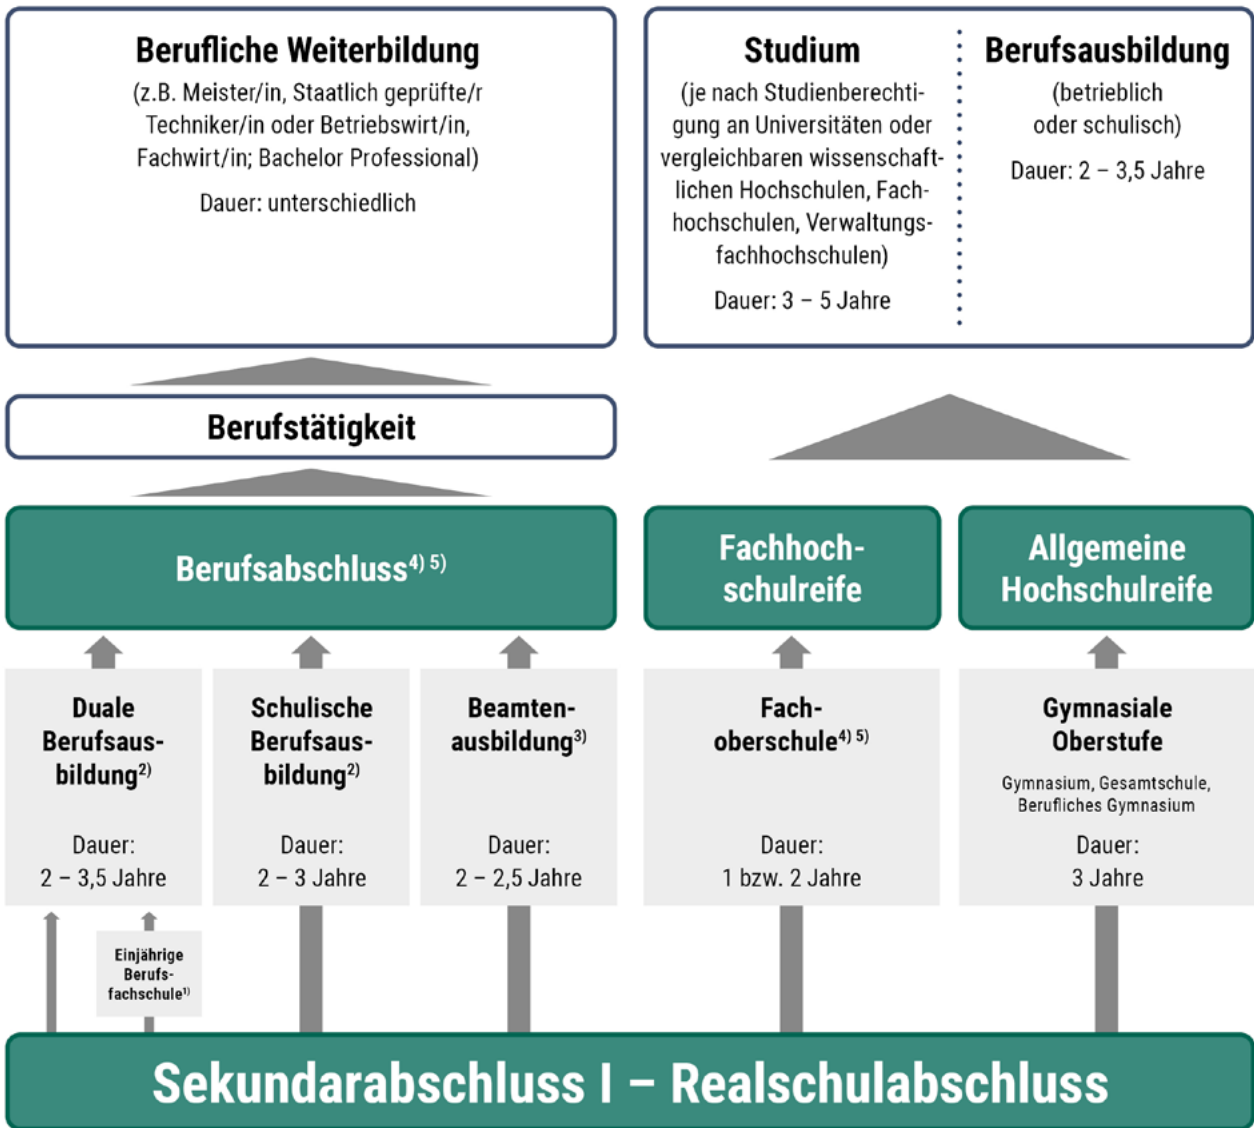 Berufliche Weiterbildung
(z.B. Meister/in, Staatlich geprüfte/r
Techniker/in oder Betriebswirt/in,
Fachwirt/in; Bachelor Professional)
Dauer: unterschiedlich
Studium
(je nach Studienberechti-
gung an Universitäten oder
vergleichbaren wissenschaft-
lichen Hochschulen, Fach-
hochschulen, Verwaltungs-
fachhochschulen)
Dauer: 3 – 5 Jahre
Berufsausbildung
(betrieblich
oder schulisch)
Dauer: 2 – 3,5 Jahre
Berufstätigkeit
Berufsabschluss4) 5)
Fachhoch-
schulreife
Allgemeine
Hochschulreife
Duale
Berufsaus-
bildung2)
Dauer:
2 – 3,5 Jahre
Schulische
Berufsaus-
bildung2)
Dauer:
2 – 3 Jahre
Beamten-
ausbildung3)
Dauer:
2 – 2,5 Jahre
Fach-
oberschule4) 5)
Dauer:
1 bzw. 2 Jahre
Gymnasiale
Oberstufe
Gymnasium, Gesamtschule,
Berufliches Gymnasium
Dauer:
3 Jahre
Einjährige
Berufs-
fachschule1)
Sekundarabschluss I – Realschulabschluss